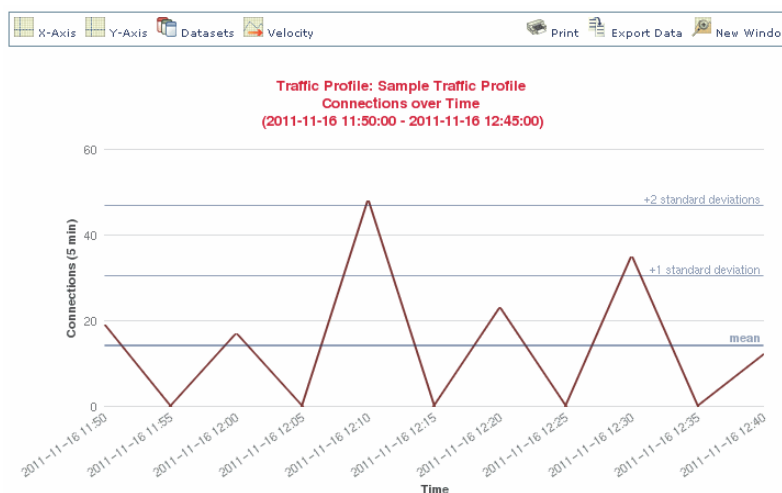 X-Axis Y-Axis Datasets Velocity Print Export Data New Windo
Traffic Profile: Sample Traffic Profile
Connections over Time
(2011-11-16 11:50:00 - 2011-11-16 12:45:00)
60
+2 standard deviations
40
+1 standard deviation
20
mean
0
Connections (5 min)
2011-11-16 11:50
2011-11-16 11:55
2011-11-16 12:00
2011-11-16 12:05
2011-11-16 12:10
2011-11-16 12:15
2011-11-16 12:20
2011-11-16 12:25
2011-11-16 12:30
2011-11-16 12:35
2011-11-16 12:40
Time